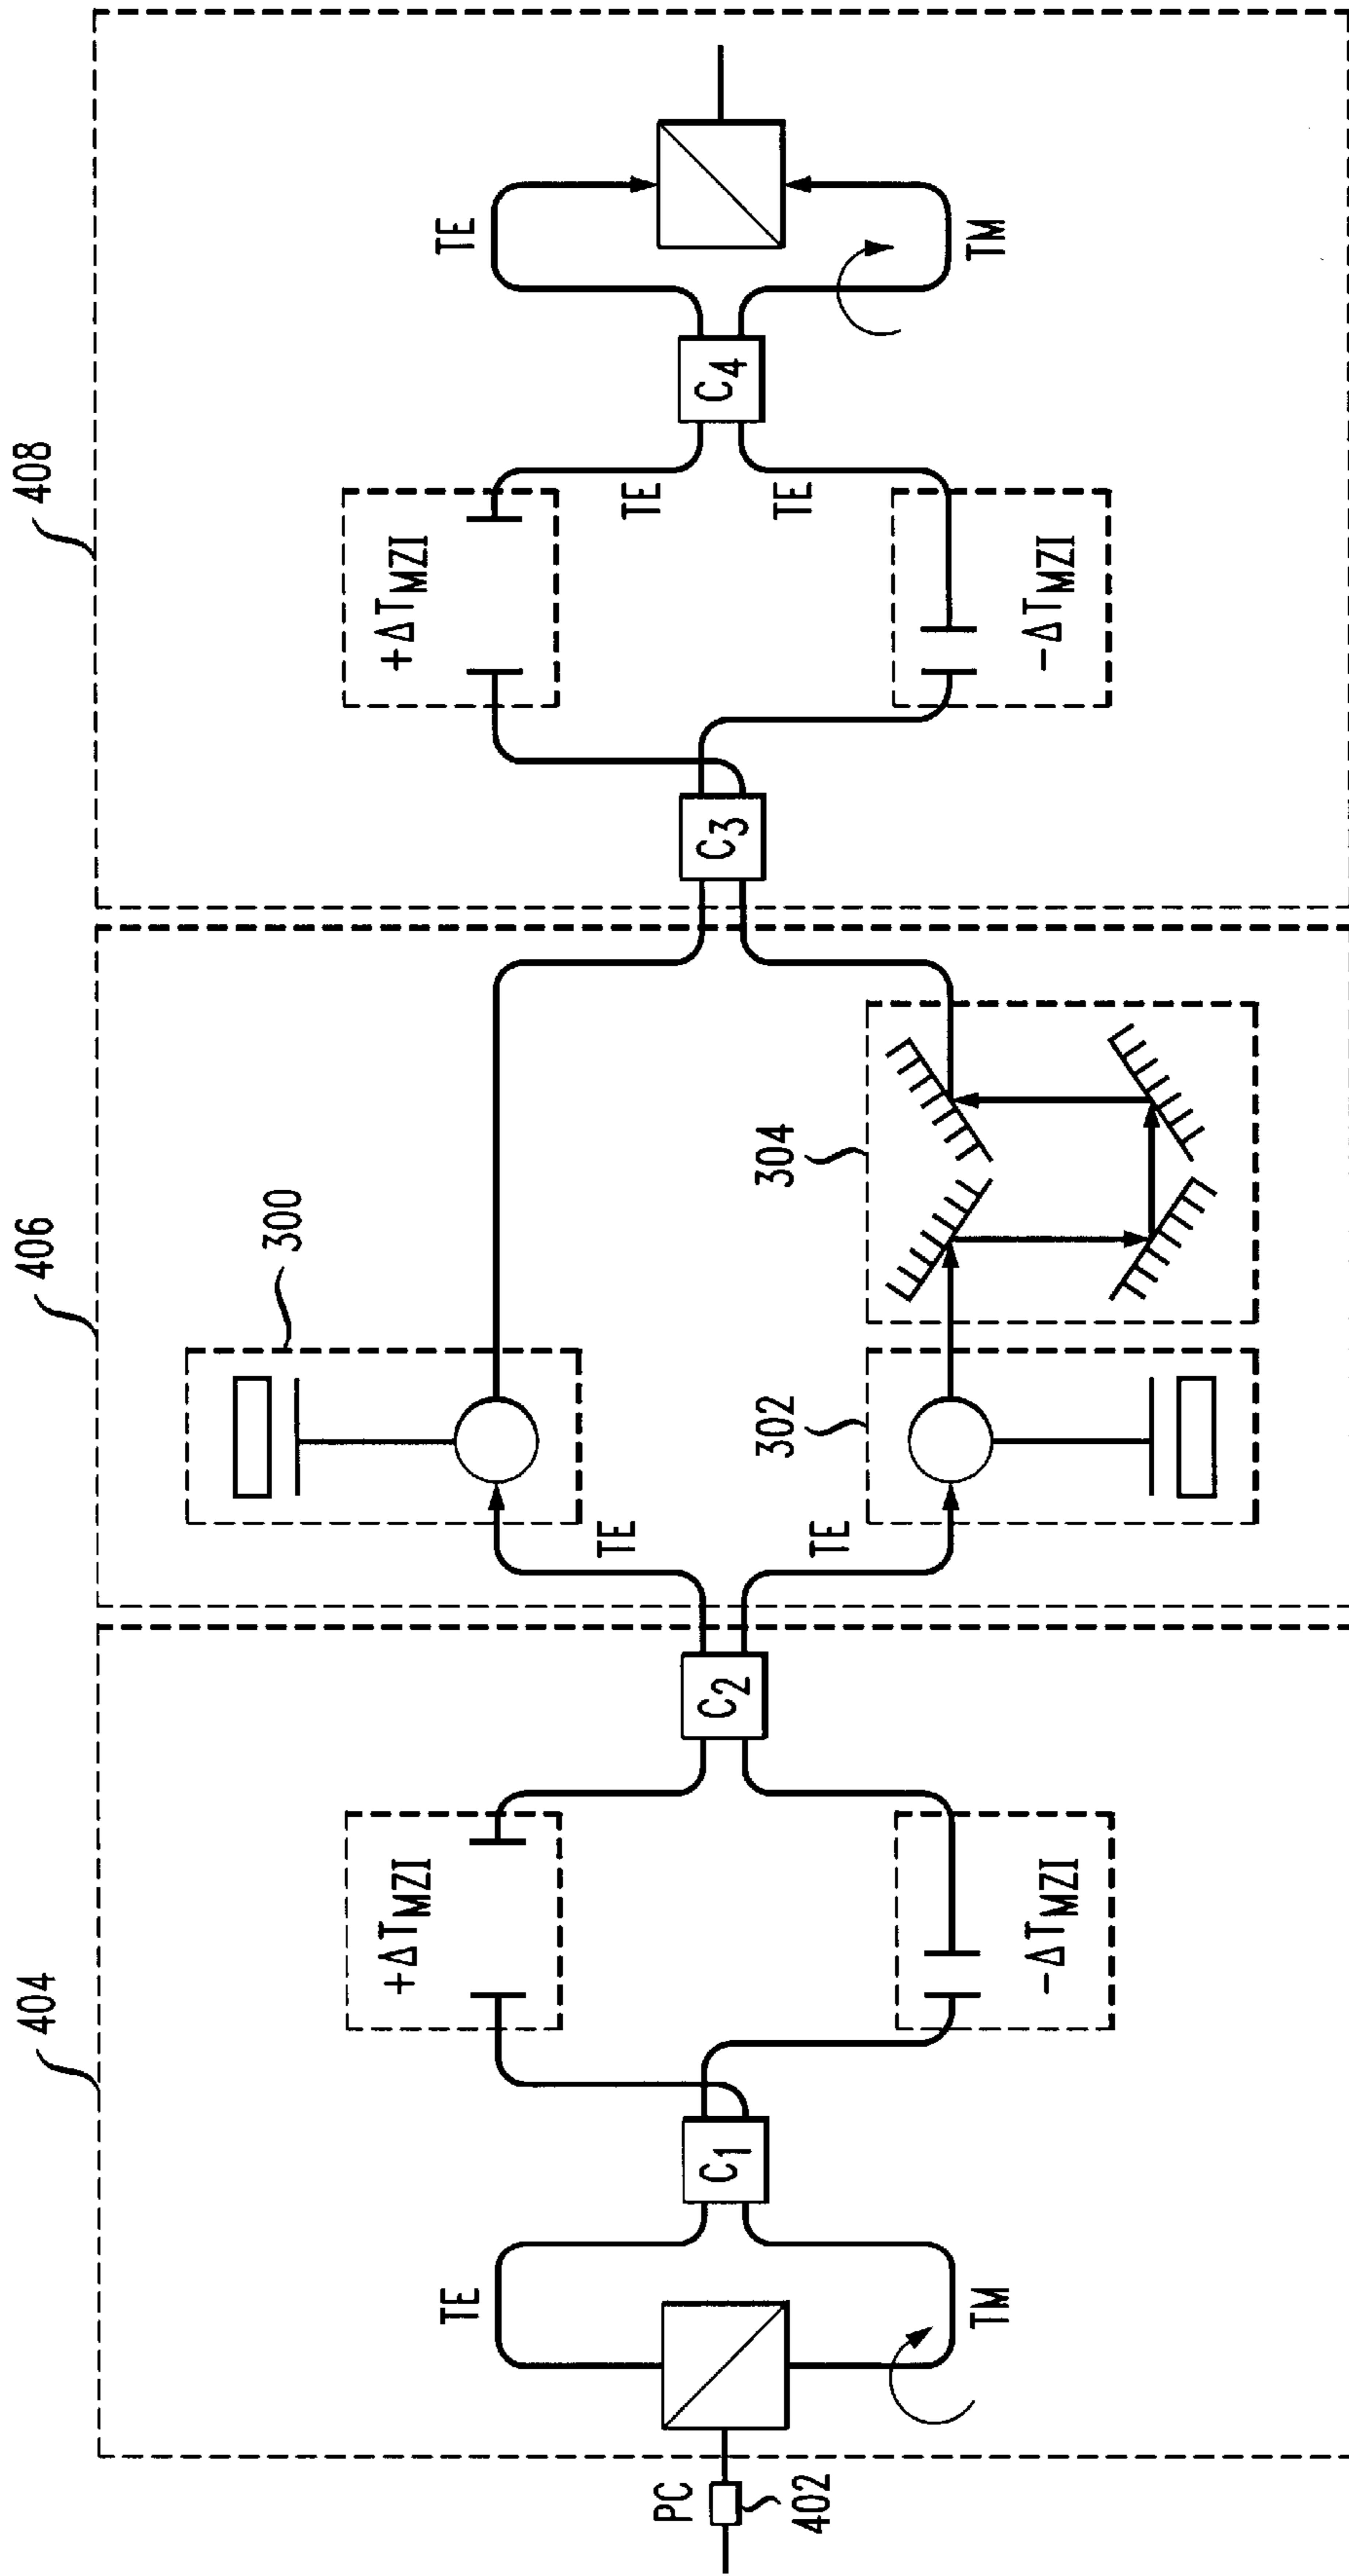 404
406
408
PC
402
TE
TM
C1
+ΔTMZI
-ΔTMZI
C2
TE
TE
300
302
304
C3
+ΔTMZI
-ΔTMZI
TE
TE
C4
TE
TM